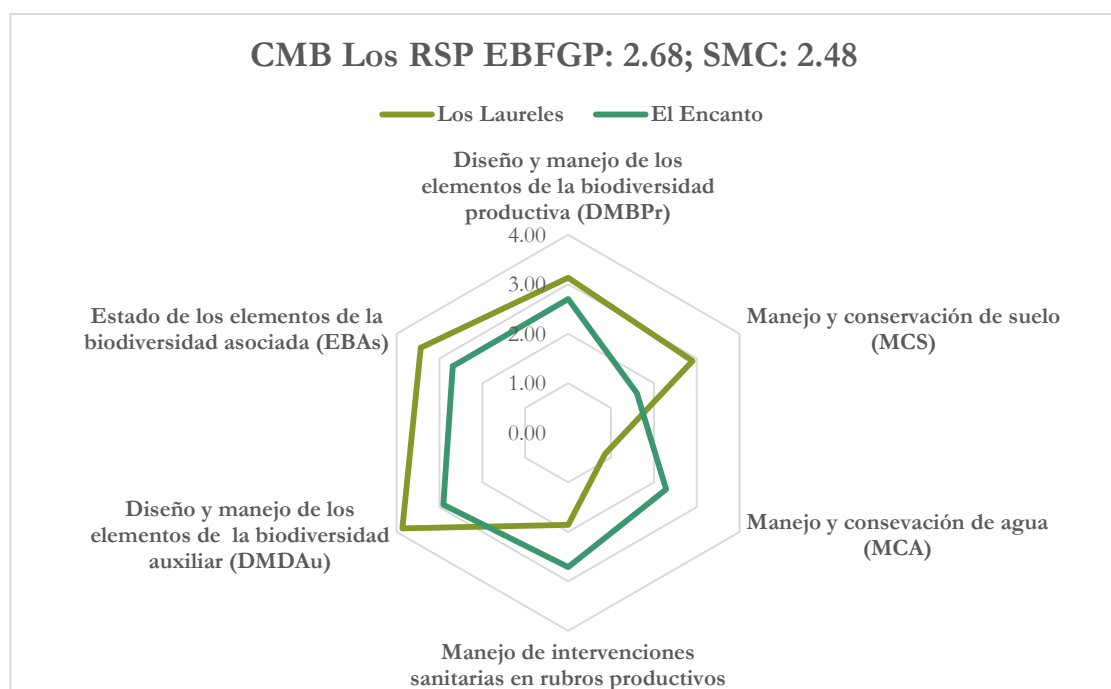 CMB Los RSP EBFGP: 2.68; SMC: 2.48
Los Laureles El Encanto
Diseño y manejo de los
elementos de la biodiversidad
productiva (DMBPr)
4.00
3.00
2.00
1.00
0.00
Manejo y conservación de suelo
(MCS)
Manejo y consevación de agua
(MCA)
Manejo de intervenciones
sanitarias en rubros productivos
Diseño y manejo de los
elementos de la biodiversidad
auxiliar (DMDAu)
Estado de los elementos de la
biodiversidad asociada (EBAs)